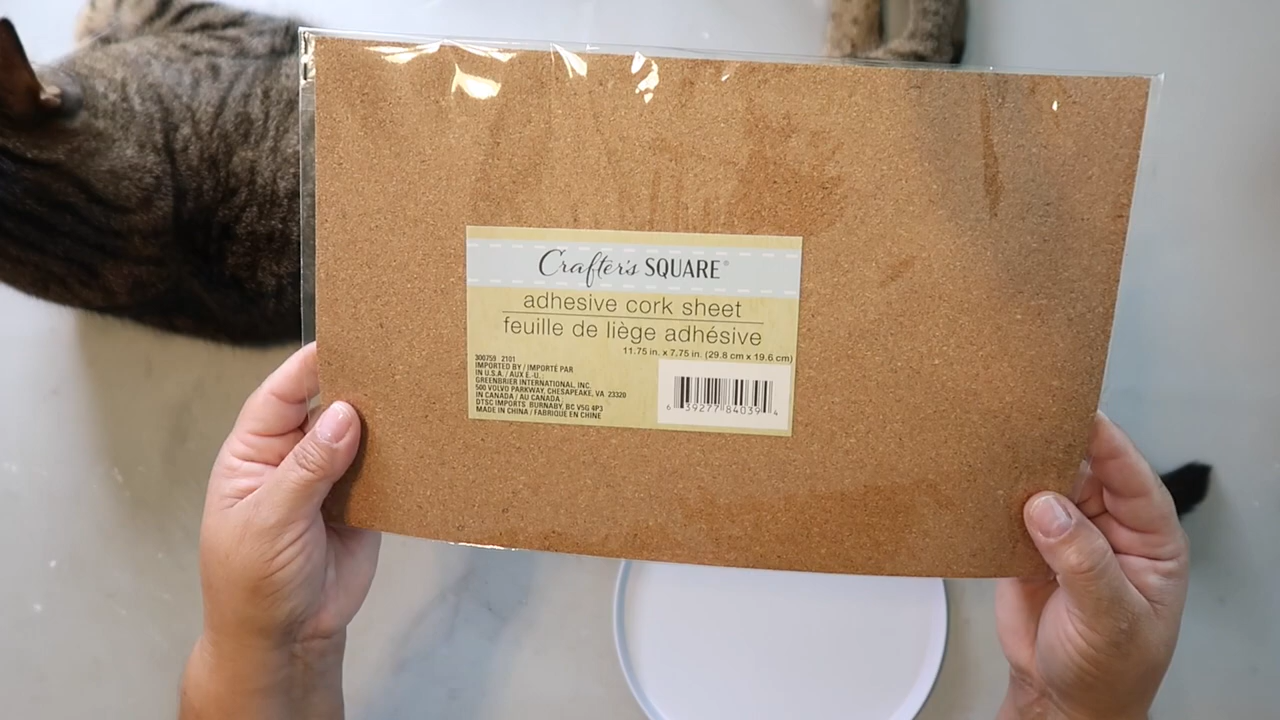 Crafter's SQUARE®
adhesive cork sheet
feuille de liège adhésive
11.75 in. x 7.75 in. (29.8 cm x 19.6 cm)
300759 2101
IMPORTED BY / IMPORTÉ PAR
IN U.S.A. / AUX É.-U.
GREENBRIER INTERNATIONAL, INC.
500 VOLVO PARKWAY, CHESAPEAKE, VA 23320
IN CANADA / AU CANADA
DTSC IMPORTS BURNABY, BC V5G 4P3
MADE IN CHINA / FABRIQUÉ EN CHINE
6 39277 84039 4